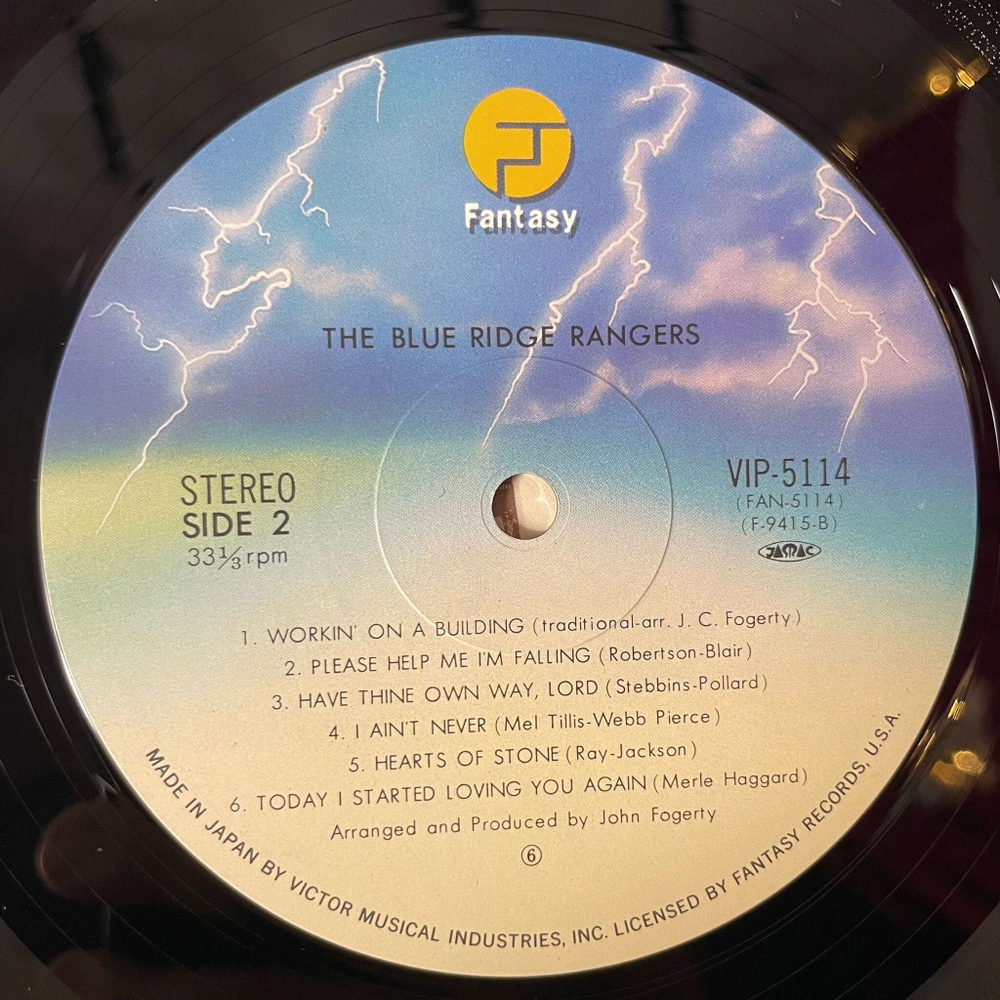 Fantasy
THE BLUE RIDGE RANGERS
STEREO
SIDE 2
33⅓ rpm
VIP-5114
(FAN-5114)
(F-9415-B)
JASRAC
1. WORKIN' ON A BUILDING (traditional-arr. J. C. Fogerty)
2. PLEASE HELP ME I'M FALLING (Robertson-Blair)
3. HAVE THINE OWN WAY, LORD (Stebbins-Pollard)
4. I AIN'T NEVER (Mel Tillis-Webb Pierce)
5. HEARTS OF STONE (Ray-Jackson)
6. TODAY I STARTED LOVING YOU AGAIN (Merle Haggard)
Arranged and Produced by John Fogerty
⑥
MADE IN JAPAN BY VICTOR MUSICAL INDUSTRIES, INC. LICENSED BY FANTASY RECORDS, U.S.A.